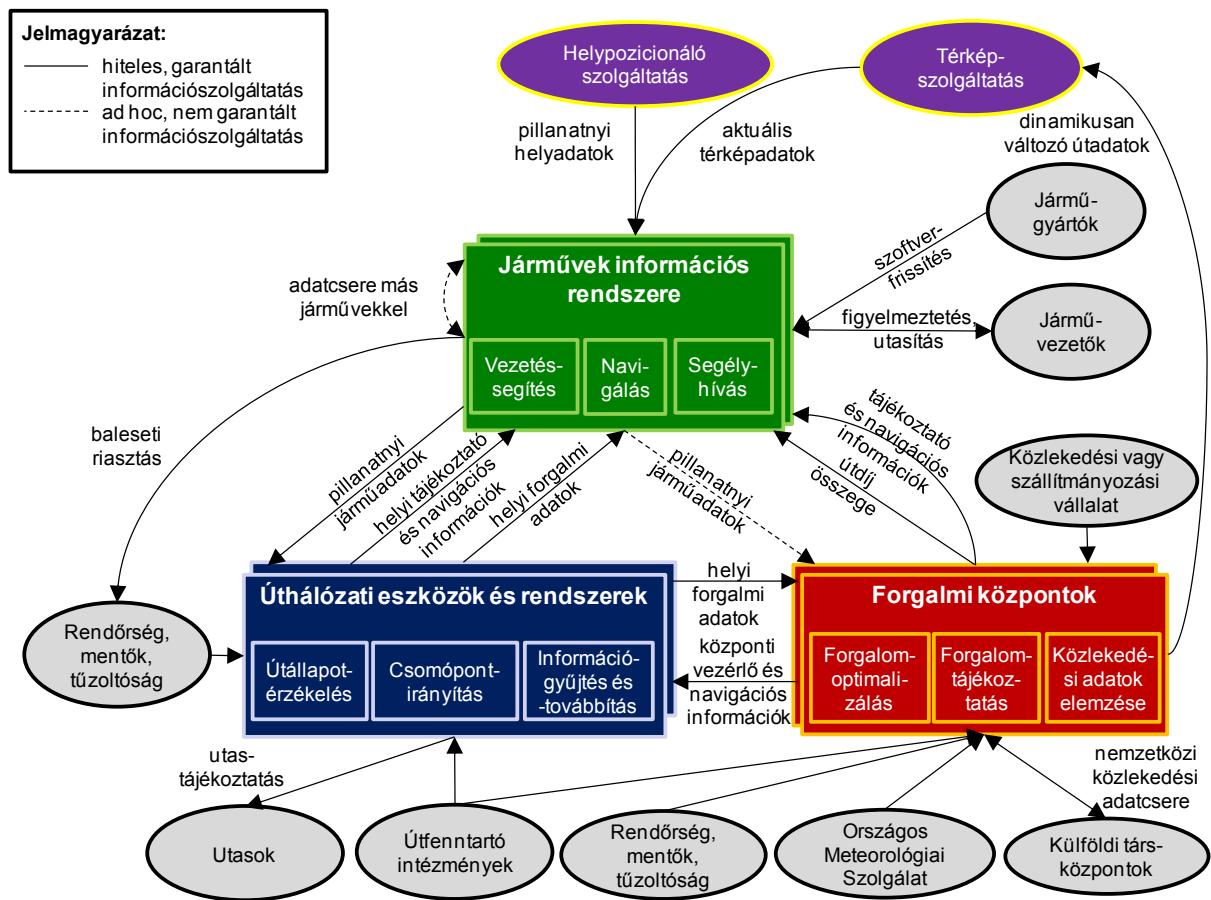 Jelmagyarázat:
hiteles, garantált
információszolgáltatás
ad hoc, nem garantált
információszolgáltatás
Helypozicionáló
szolgáltatás
Térkép-
szolgáltatás
pillanatnyi
helyadatok
aktuális
térképadatok
dinamikusan
változó útadatok
Jármű-
gyártók
szoftver-
frissítés
Járművek információs
rendszere
adatcsere más
járművekkel
figyelmeztetés,
utasítás
Jármű-
vezetők
Vezetés-
segítés
Navi-
gálás
Segély-
hívás
baleseti
riasztás
pillanatnyi
járműadatok
helyi tájékoztató
és navigációs
információk
helyi forgalmi
adatok
pillanatnyi
járműadatok
útdíj
összege
tájékoztató
és navigációs
információk
Közlekedési vagy
szállítmányozási
vállalat
Úthálózati eszközök és rendszerek
helyi
forgalmi
adatok
Forgalmi központok
Rendőrség,
mentők,
tűzoltóság
Útállapot-
érzékelés
Csomópont-
irányítás
Információ-
gyűjtés és
-továbbítás
központi
vezérlő és
navigációs
információk
Forgalom-
optimali-
zálás
Forgalom-
tájékoz-
tatás
Közlekedé-
si adatok
elemzése
utas-
tájékoztatás
nemzetközi
közlekedési
adatcsere
Utasok
Útfenntartó
intézmények
Rendőrség,
mentők,
tűzoltóság
Országos
Meteorológiai
Szolgálat
Külföldi társ-
központok